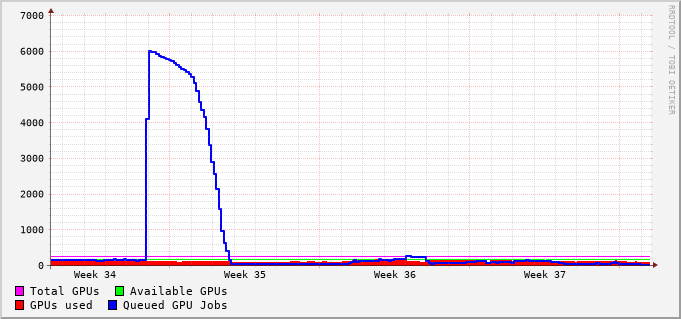 7000
6000
5000
4000
3000
2000
1000
0
Week 34 Week 35 Week 36 Week 37
Total GPUs Available GPUs
GPUs used Queued GPU Jobs
RRDTOOL / TOBI OETIKER